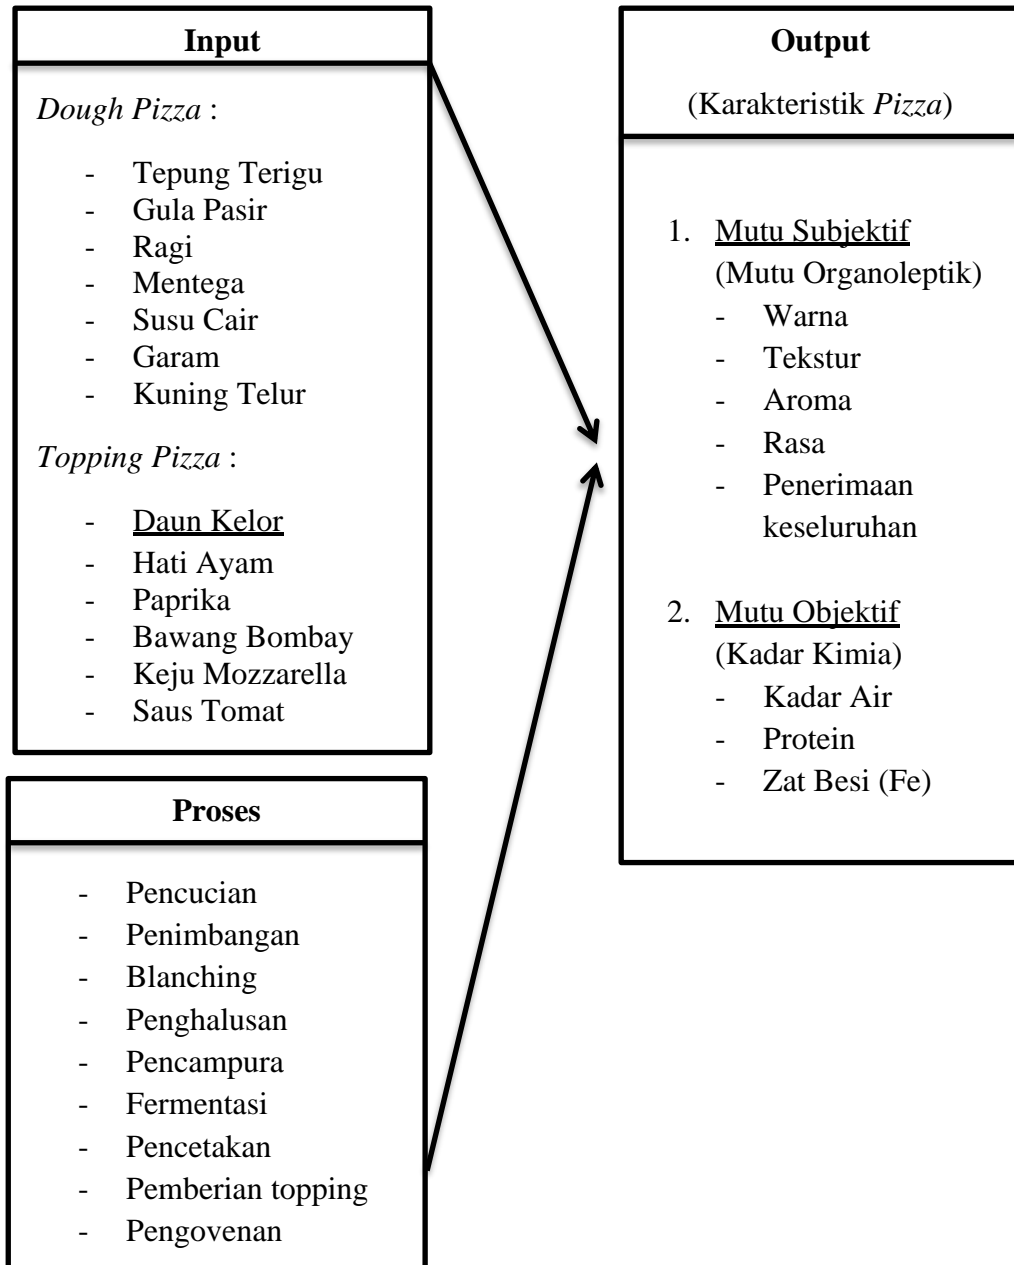 Input
Dough Pizza :
- Tepung Terigu
- Gula Pasir
- Ragi
- Mentega
- Susu Cair
- Garam
- Kuning Telur
Topping Pizza :
- Daun Kelor
- Hati Ayam
- Paprika
- Bawang Bombay
- Keju Mozzarella
- Saus Tomat
Proses
- Pencucian
- Penimbangan
- Blanching
- Penghalusan
- Pencampura
- Fermentasi
- Pencetakan
- Pemberian topping
- Pengovenan
Output
(Karakteristik Pizza)
1. Mutu Subjektif
(Mutu Organoleptik)
- Warna
- Tekstur
- Aroma
- Rasa
- Penerimaan
keseluruhan
2. Mutu Objektif
(Kadar Kimia)
- Kadar Air
- Protein
- Zat Besi (Fe)